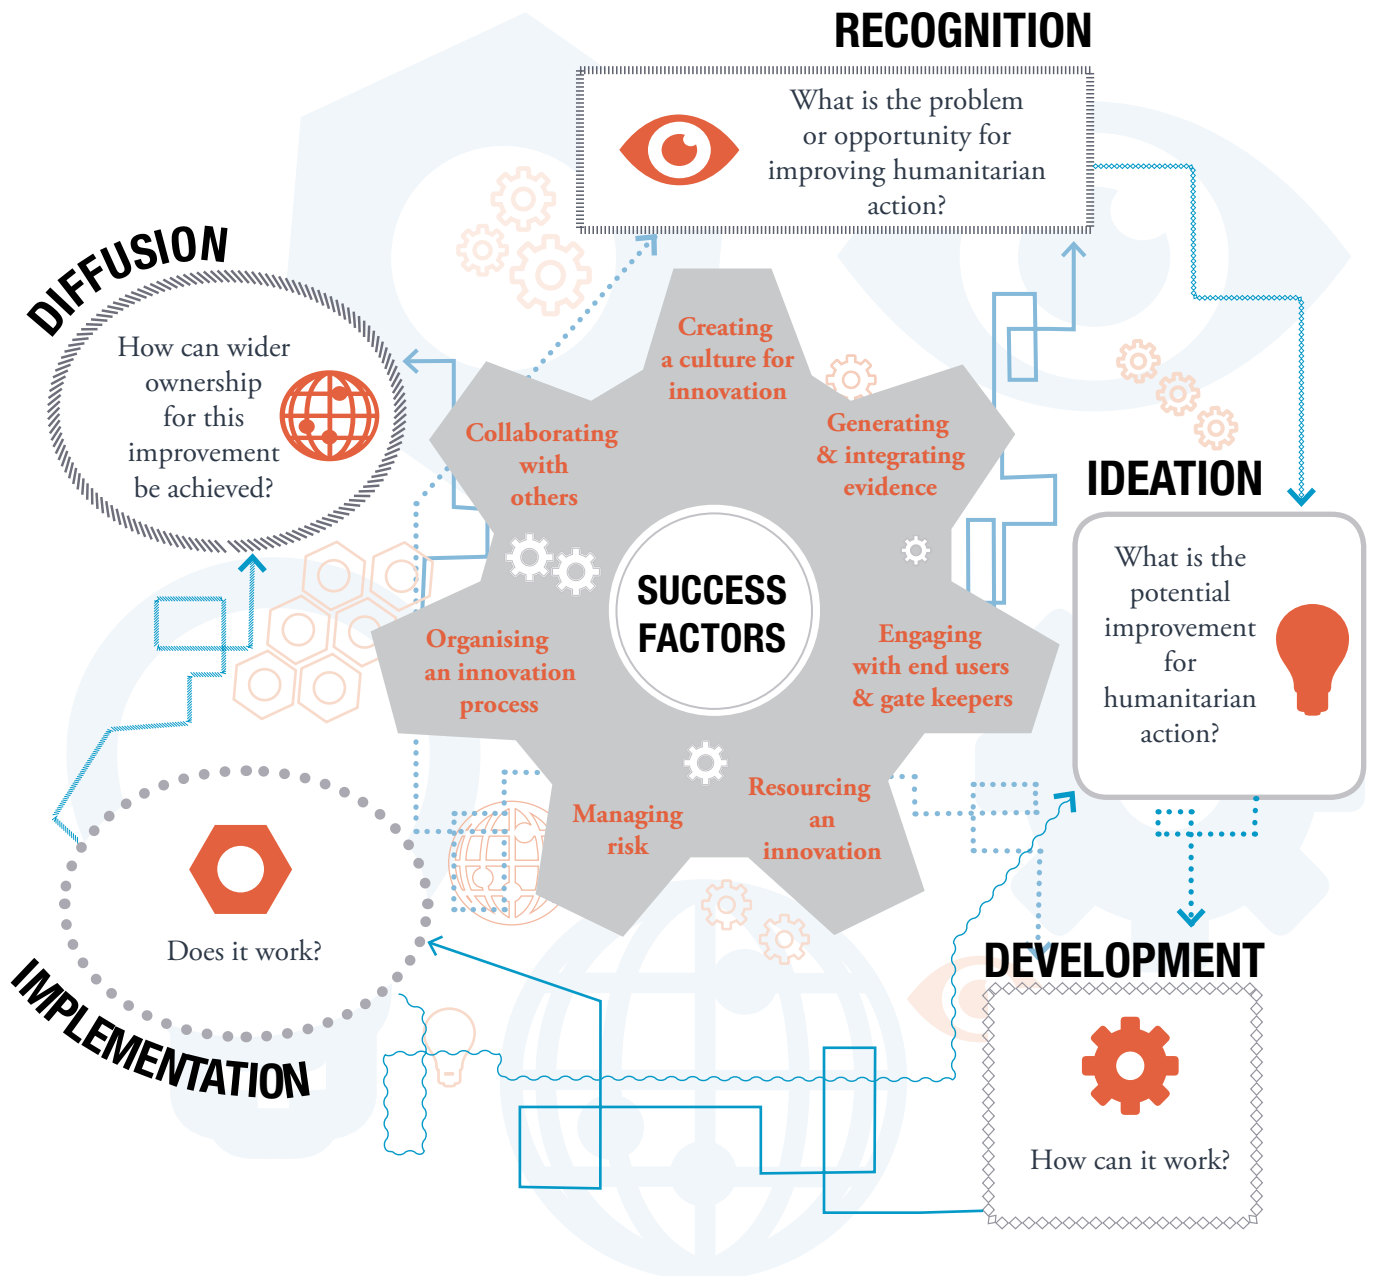 RECOGNITION
What is the problem
or opportunity for
improving humanitarian
action?
DIFFUSION
How can wider
ownership
for this
improvement
be achieved?
Creating
a culture for
innovation
Collaborating
with
others
Generating
& integrating
evidence
IDEATION
What is the
potential
improvement
for
humanitarian
action?
SUCCESS
FACTORS
Organising
an innovation
process
Engaging
with end users
& gate keepers
Managing
risk
Resourcing
an
innovation
Does it work?
IMPLEMENTATION
DEVELOPMENT
How can it work?